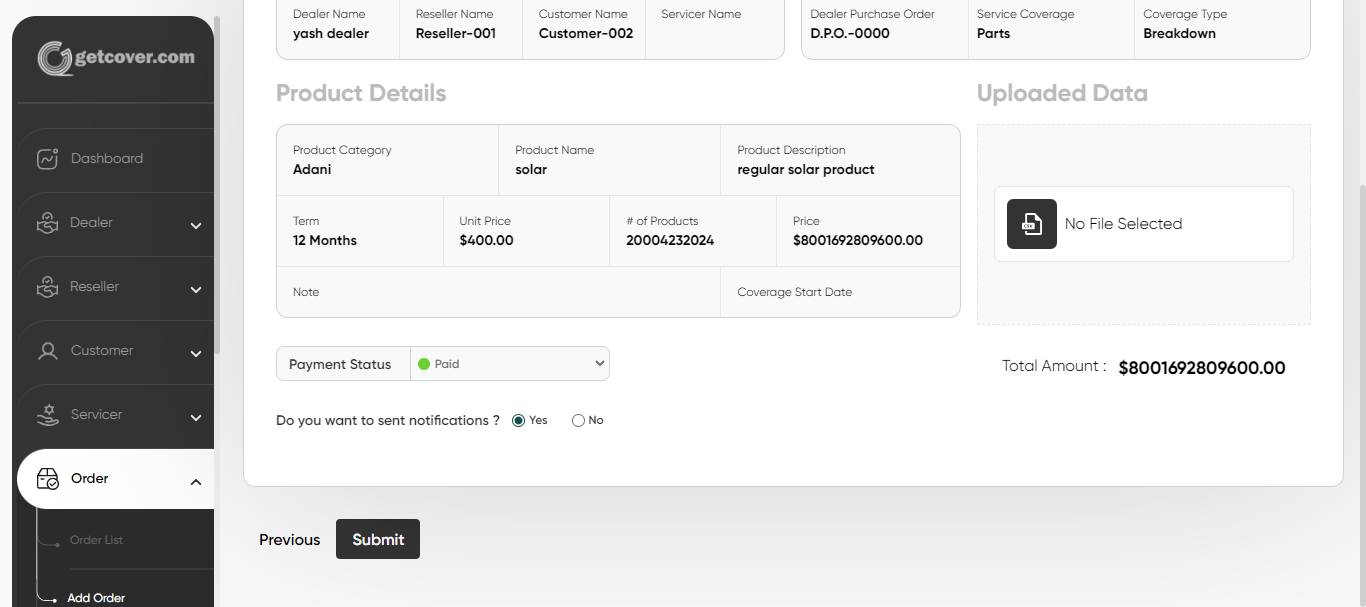 getcover.com
Dashboard
Dealer
Reseller
Customer
Servicer
Order
Order List
Add Order
Dealer Name
yash dealer
Reseller Name
Reseller-001
Customer Name
Customer-002
Servicer Name
Dealer Purchase Order
D.P.O.-0000
Service Coverage
Parts
Coverage Type
Breakdown
Product Details
Product Category
Adani
Product Name
solar
Product Description
regular solar product
Term
12 Months
Unit Price
$400.00
# of Products
20004232024
Price
$8001692809600.00
Note
Coverage Start Date
Uploaded Data
CSV
No File Selected
Payment Status
Paid
Total Amount :
$8001692809600.00
Do you want to sent notifications ?
Yes
No
Previous
Submit